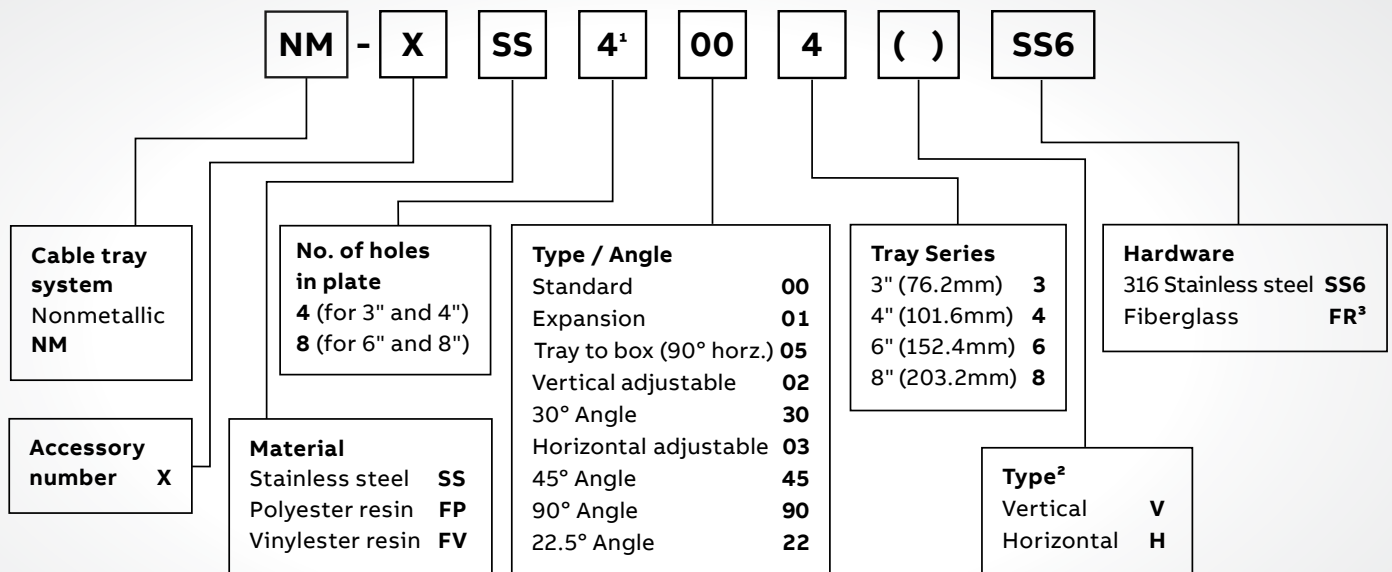 NM - X SS 4¹ 00 4 ( ) SS6
Cable tray
system
Nonmetallic
NM
Accessory
number X
Material
Stainless steel SS
Polyester resin FP
Vinylester resin FV
No. of holes
in plate
4 (for 3" and 4")
8 (for 6" and 8")
Type / Angle
Standard 00
Expansion 01
Tray to box (90° horz.) 05
Vertical adjustable 02
30° Angle 30
Horizontal adjustable 03
45° Angle 45
90° Angle 90
22.5° Angle 22
Tray Series
3" (76.2mm) 3
4" (101.6mm) 4
6" (152.4mm) 6
8" (203.2mm) 8
Type²
Vertical V
Horizontal H
Hardware
316 Stainless steel SS6
Fiberglass FR³